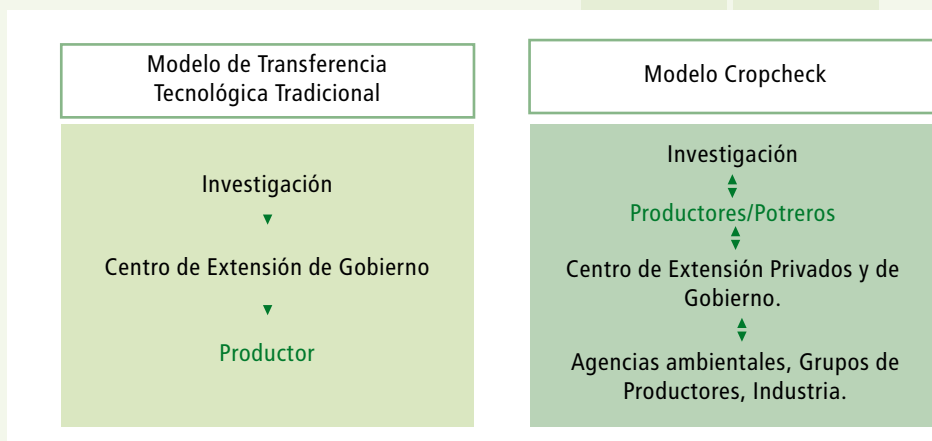 Modelo de Transferencia
Tecnológica Tradicional
Investigación
Centro de Extensión de Gobierno
Productor
Modelo Cropcheck
Investigación
Productores/Potreros
Centro de Extensión Privados y de
Gobierno.
Agencias ambientales, Grupos de
Productores, Industria.